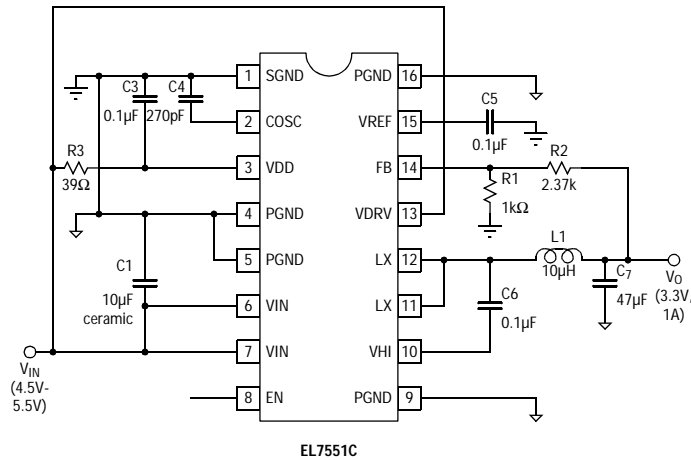 C3
C4
0.1µF
270pF
1
SGND
PGND
16
2
COSC
VREF
15
C5
0.1µF
R3
39Ω
3
VDD
FB
14
R2
2.37k
R1
1kΩ
4
PGND
VDRV
13
5
PGND
LX
12
L1
10µH
C1
10µF
ceramic
6
VIN
LX
11
C6
0.1µF
C7
47µF
VO
(3.3V,
1A)
7
VIN
VHI
10
VIN
(4.5V-
5.5V)
8
EN
PGND
9
EL7551C